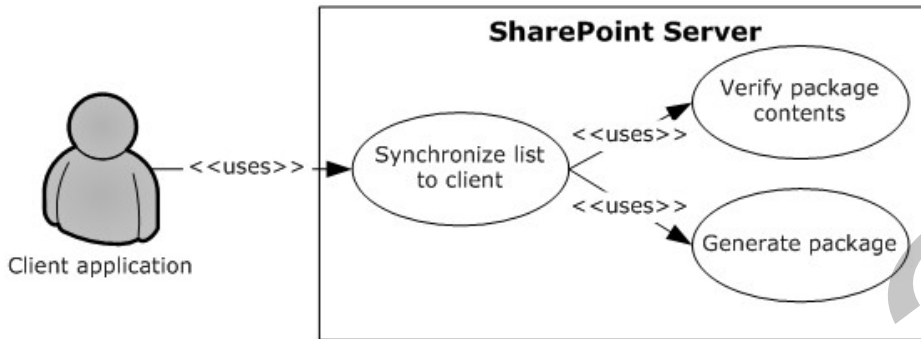 SharePoint Server
Verify package
contents
<<uses>>
<<uses>>
Synchronize list
to client
<<uses>>
Generate package
Client application